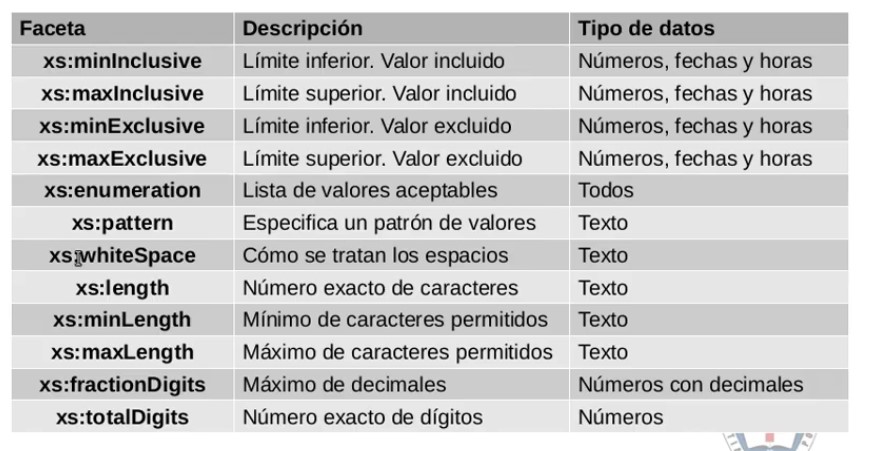 Faceta Descripción Tipo de datos
xs:minInclusive Límite inferior. Valor incluido Números, fechas y horas
xs:maxInclusive Límite superior. Valor incluido Números, fechas y horas
xs:minExclusive Límite inferior. Valor excluido Números, fechas y horas
xs:maxExclusive Límite superior. Valor excluido Números, fechas y horas
xs:enumeration Lista de valores aceptables Todos
xs:pattern Especifica un patrón de valores Texto
xs:whiteSpace Cómo se tratan los espacios Texto
xs:length Número exacto de caracteres Texto
xs:minLength Mínimo de caracteres permitidos Texto
xs:maxLength Máximo de caracteres permitidos Texto
xs:fractionDigits Máximo de decimales Números con decimales
xs:totalDigits Número exacto de dígitos Números